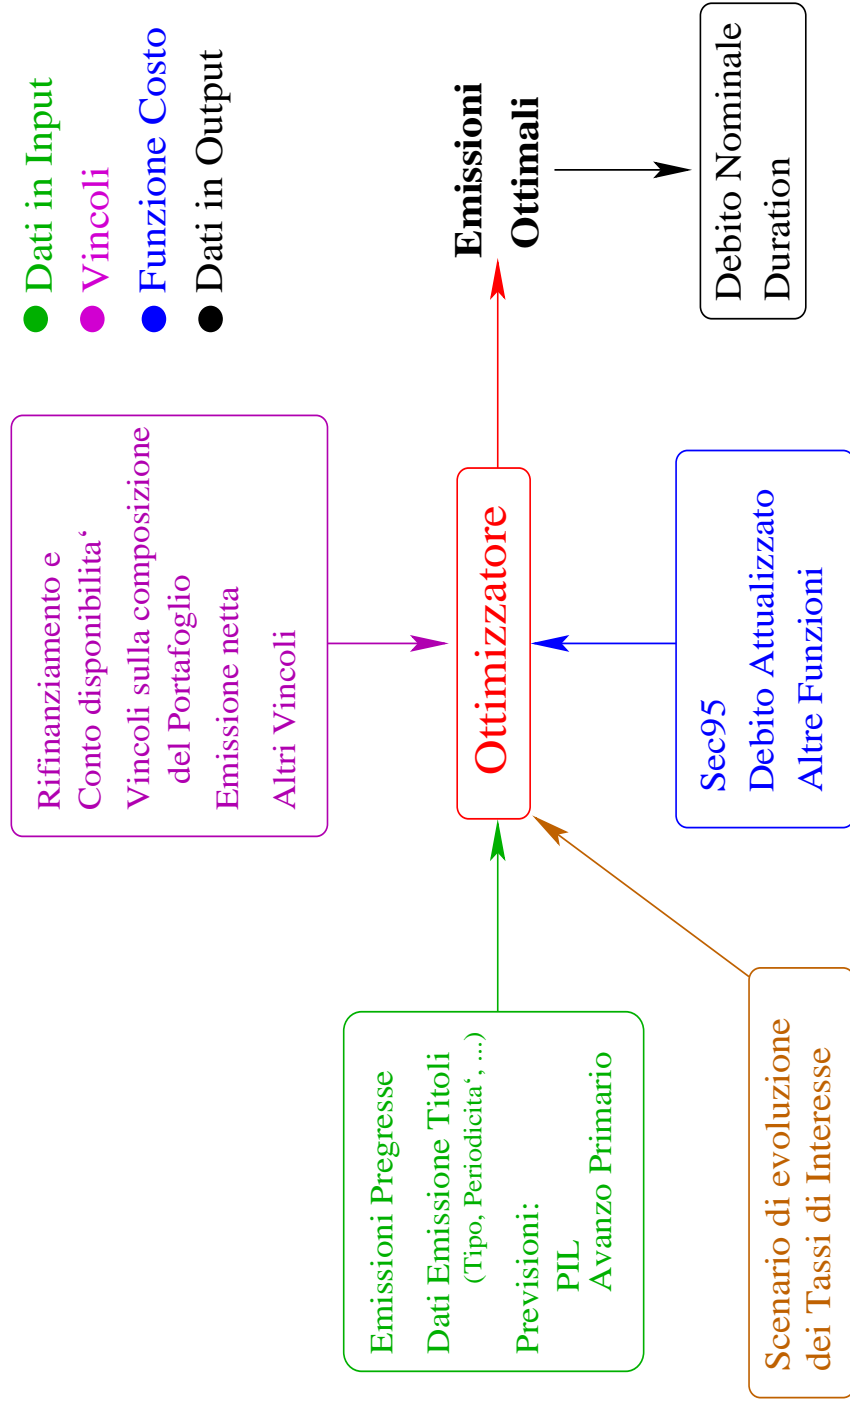 Dati in Input
Vincoli
Funzione Costo
Dati in Output
Rifinanziamento e
Conto disponibilita‘
Vincoli sulla composizione
del Portafoglio
Emissione netta
Altri Vincoli
Emissioni Pregresse
Dati Emissione Titoli
(Tipo, Periodicita‘, ...)
Previsioni:
PIL
Avanzo Primario
Ottimizzatore
Emissioni
Ottimali
Scenario di evoluzione
dei Tassi di Interesse
Sec95
Debito Attualizzato
Altre Funzioni
Debito Nominale
Duration